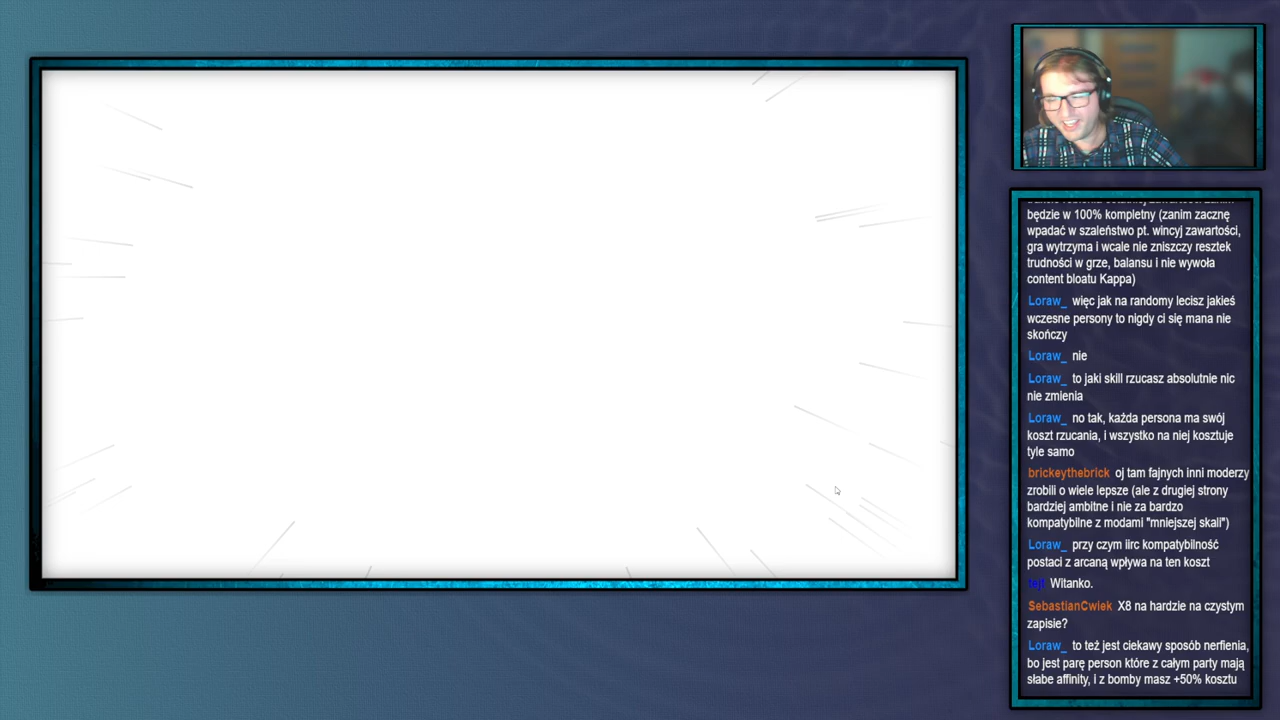 będzie w 100% kompletny (zanim zacznę
wpadać w szaleństwo pt. wincyj zawartości,
gra wytrzyma i wcale nie zniszczy resztek
trudności w grze, balansu i nie wywoła
content bloatu Kappa)
Loraw_ więc jak na randomy lecisz jakieś
wczesne persony to nigdy ci się mana nie
skończy
Loraw_ nie
Loraw_ to jaki skill rzucasz absolutnie nic
nie zmienia
Loraw_ no tak, każda persona ma swój
koszt rzucania, i wszystko na niej kosztuje
tyle samo
brickeythebrick oj tam fajnych inni moderzy
zrobili o wiele lepsze (ale z drugiej strony
bardziej ambitne i nie za bardzo
kompatybilne z modami "mniejszej skali")
Loraw_ przy czym iirc kompatybilność
postaci z arcaną wpływa na ten koszt
Witanko.
SebastianCwiek X8 na hardzie na czystym
zapisie?
Loraw_ to też jest ciekawy sposób nerfienia,
bo jest parę person które z całym party mają
słabe affinity, i z bomby masz +50% kosztu